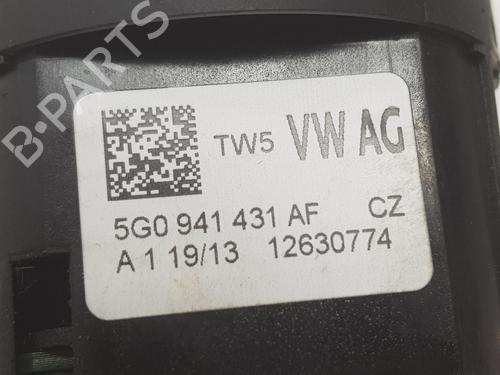 B-PARTS
TW5 VW AG
5G0 941 431 AF CZ
A 1 19/13 12630774